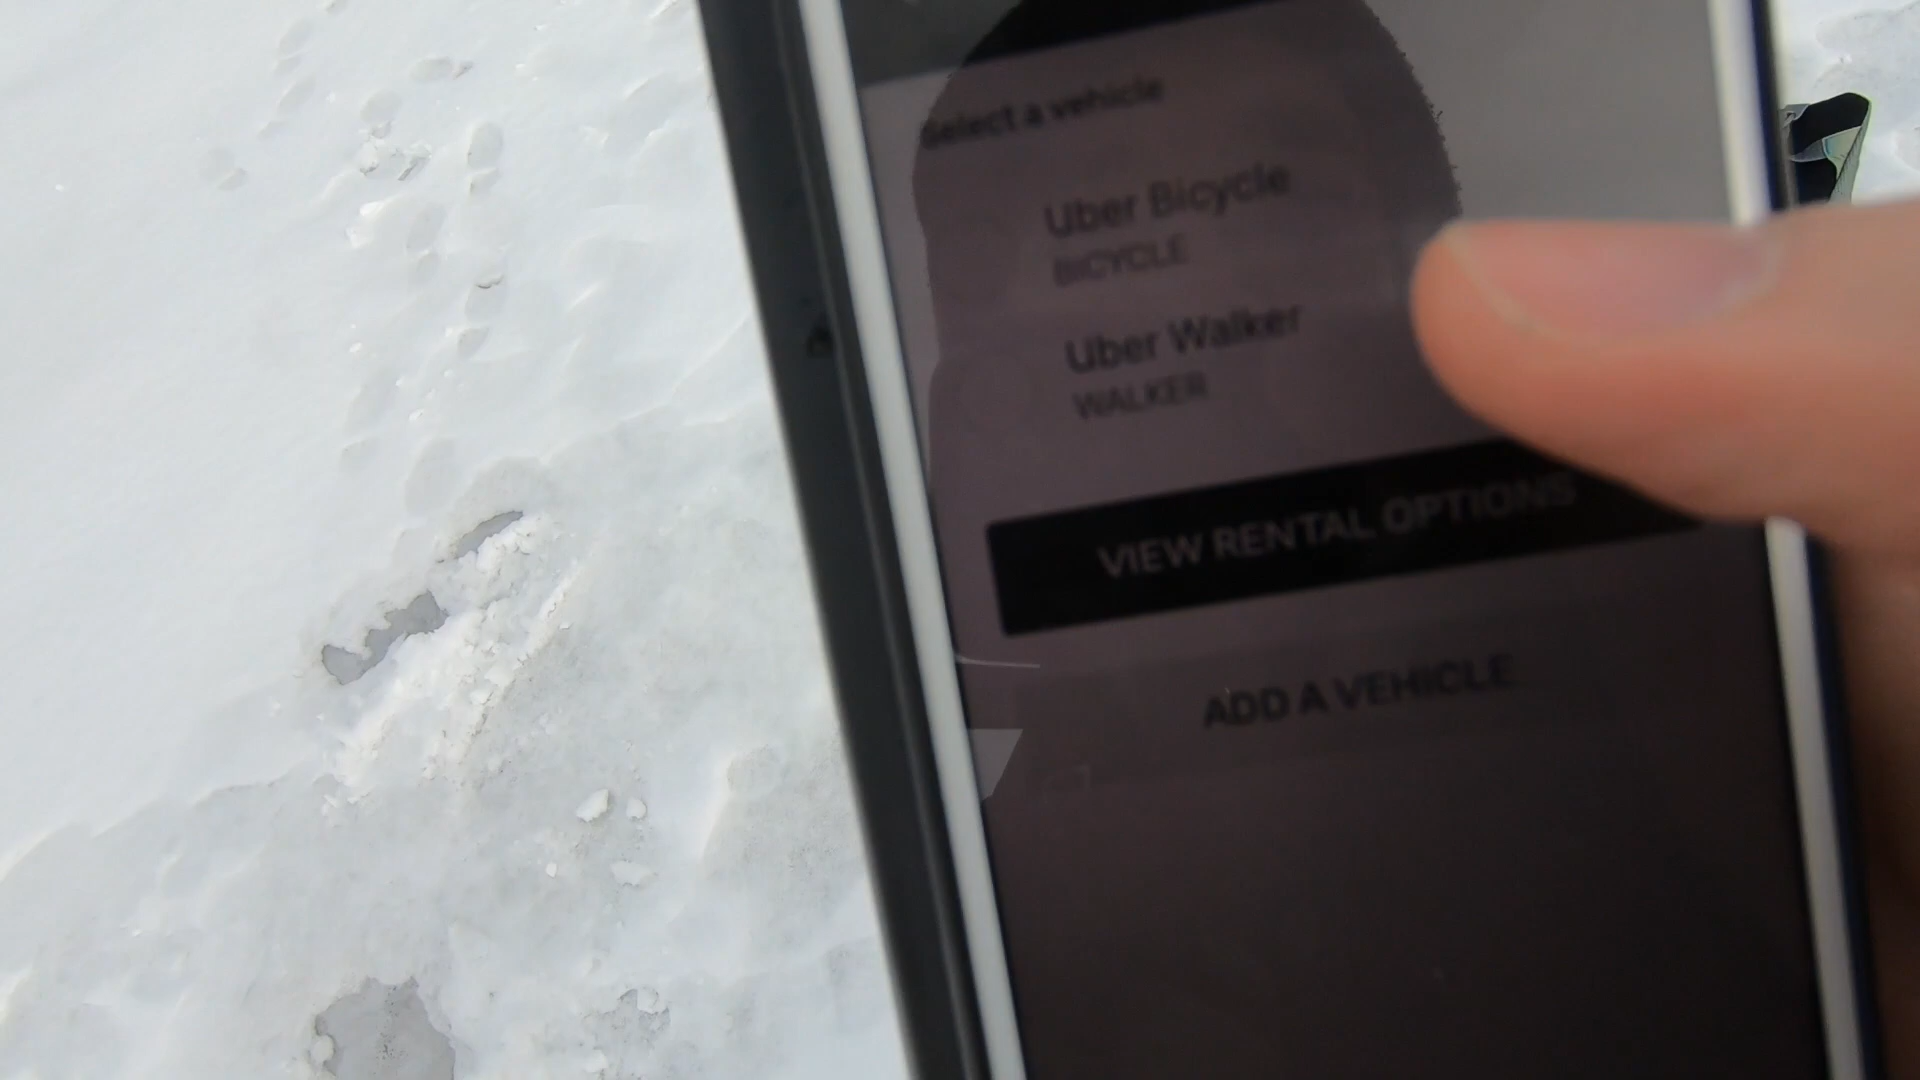 Select a vehicle
Uber Bicycle
BICYCLE
Uber Walker
WALKER
VIEW RENTAL OPTIONS
ADD A VEHICLE